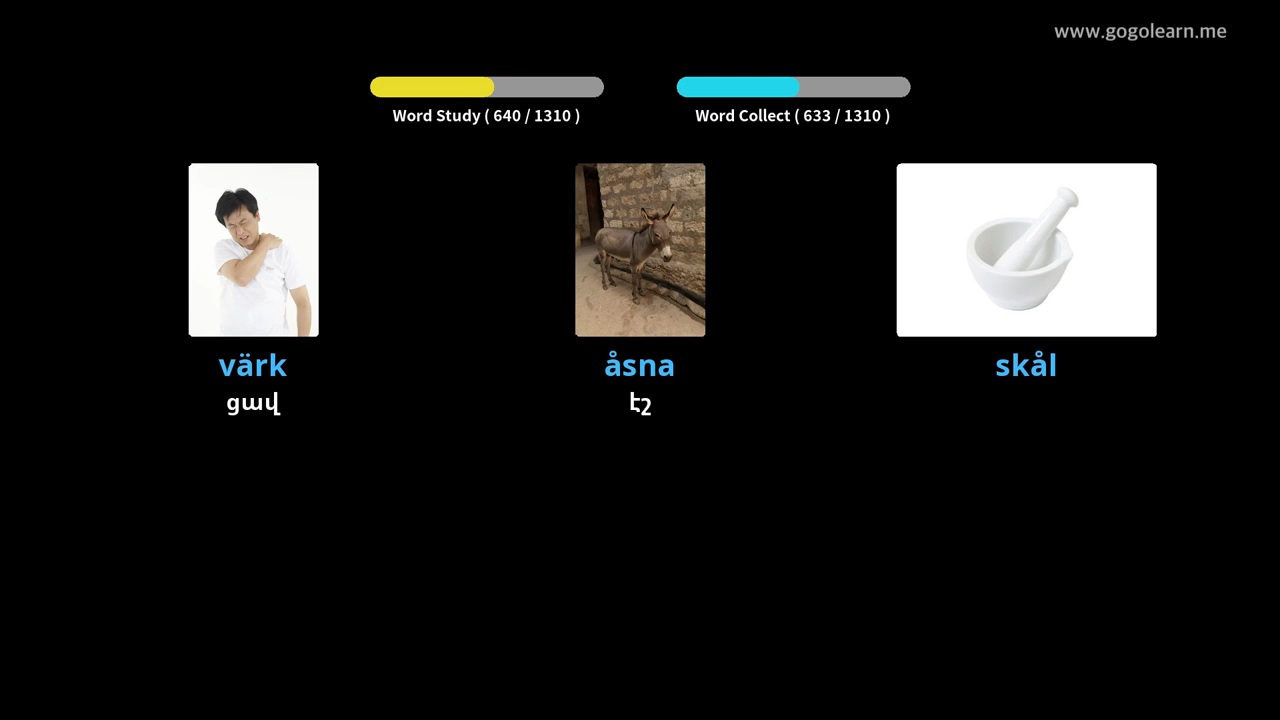 www.gogolearn.me
Word Study ( 640 / 1310 )
Word Collect ( 633 / 1310 )
värk
ցավ
åsna
էշ
skål